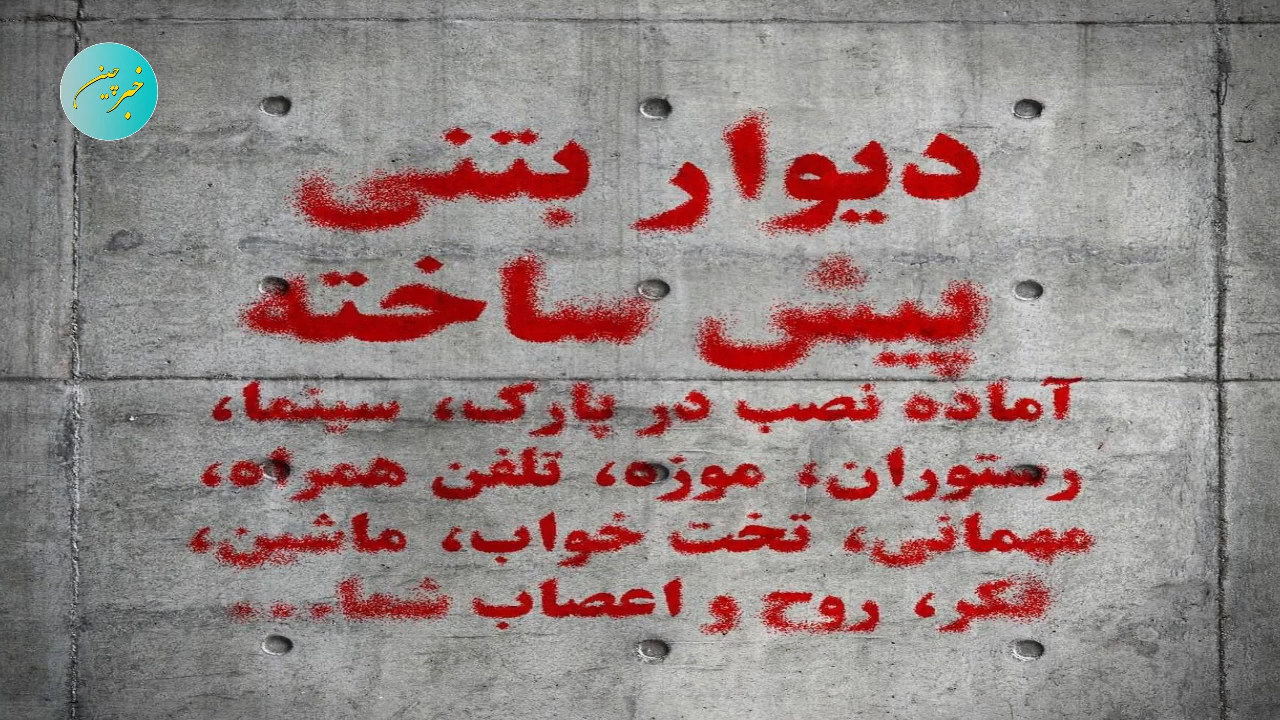 خبرچین
دیوار بتنی
پیش ساخته
آماده نصب در پارک، سینما،
رستوران، موزه، تلفن همراه،
مهمانی، تخت خواب، ماشین،
فکر، روح و اعصاب شما...